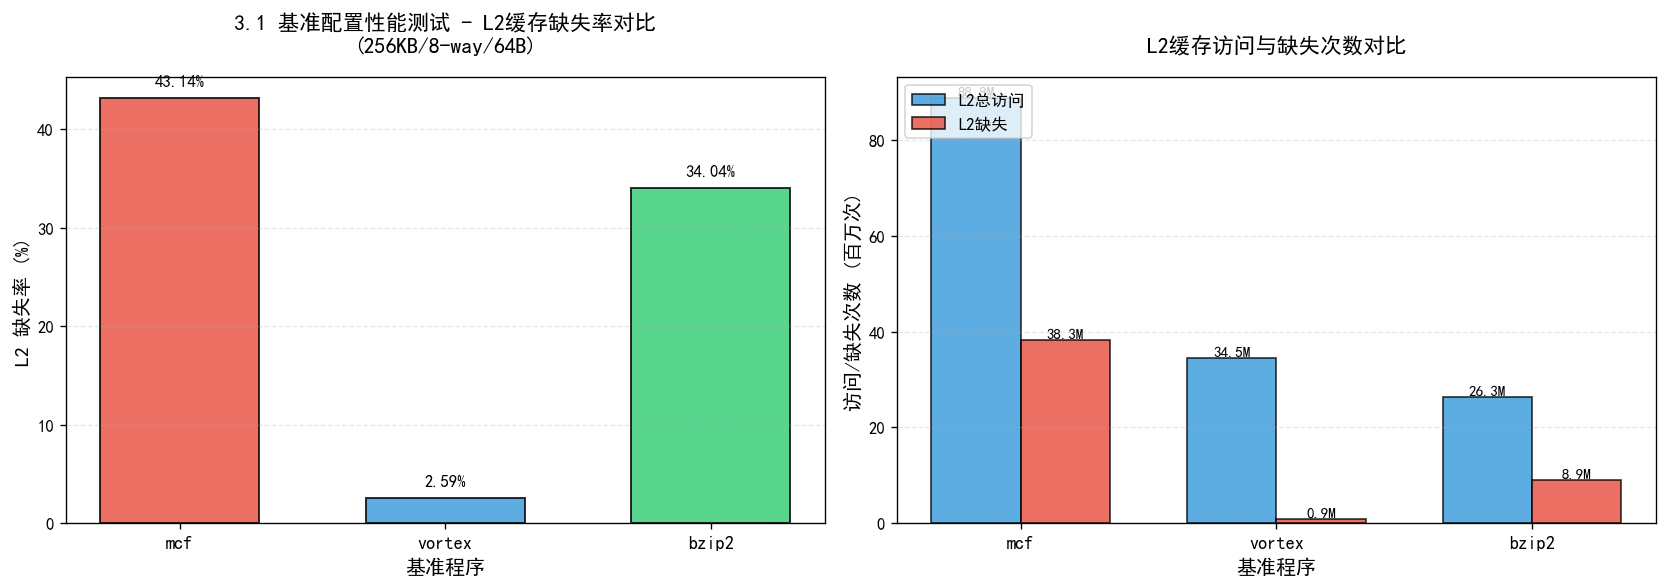 3.1 基准配置性能测试 - L2缓存缺失率对比
(256KB/8-way/64B)
43.14%
2.59%
34.04%
40
30
20
10
0
L2 缺失率 (%)
mcf
vortex
bzip2
基准程序
L2缓存访问与缺失次数对比
88.8M
L2总访问
L2缺失
38.3M
34.5M
0.9M
26.3M
8.9M
80
60
40
20
0
访问/缺失次数 (百万次)
mcf
vortex
bzip2
基准程序